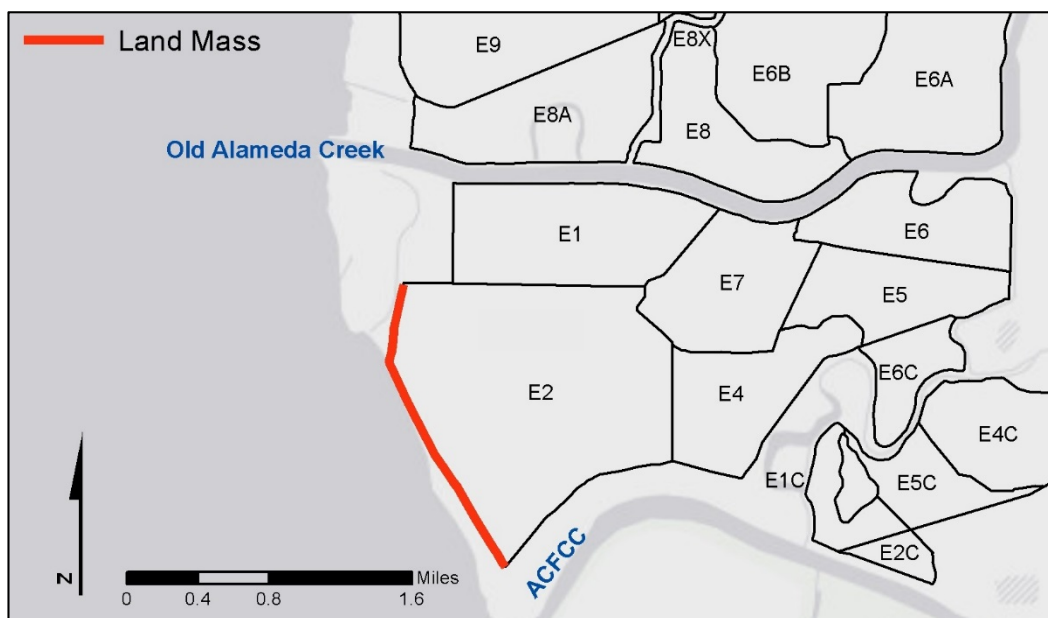 Land Mass
E9
E8X
E6B
E6A
E8A
E8
Old Alameda Creek
E1
E6
E7
E5
E2
E4
E6C
E4C
E1C
E5C
E2C
ACFCC
N
Miles
0 0.4 0.8 1.6